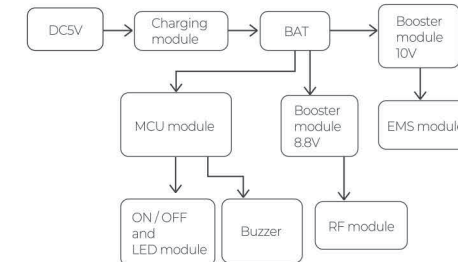 DC5V
Charging
module
BAT
Booster
module
10V
MCU module
Booster
module
8.8V
EMS module
ON / OFF
and
LED module
Buzzer
RF module